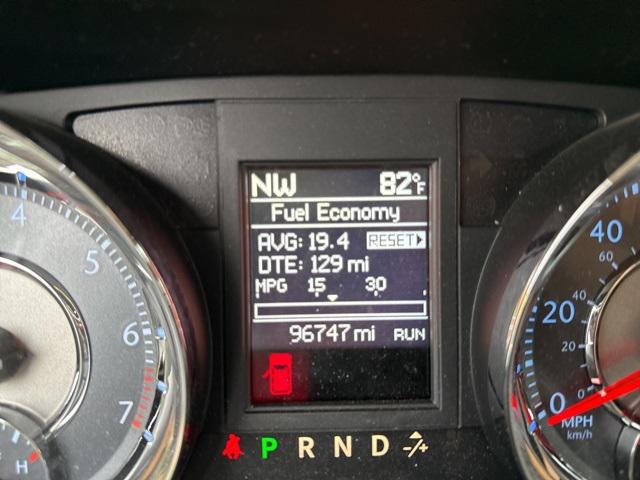 NW 82°F
Fuel Economy
AVG: 19.4 RESET
DTE: 129 mi
MPG 15 30
96747 mi RUN
P R N D -/+
4
5
6
7
H
40
60
20
40
20
0
0
MPH
km/h